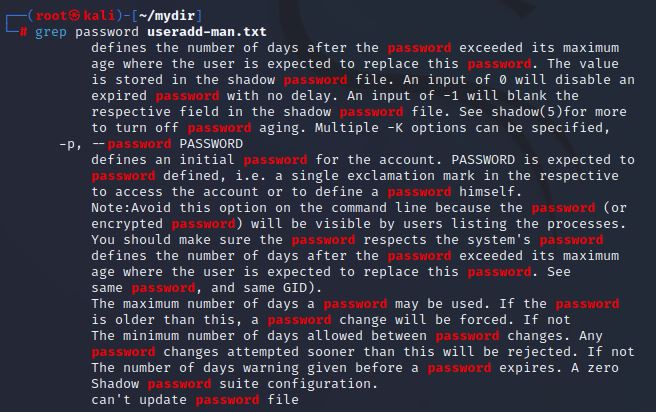 ┌──(root㉿kali)-[~/mydir]
└─# grep password useradd-man.txt
defines the number of days after the password exceeded its maximum
age where the user is expected to replace this password. The value
is stored in the shadow password file. An input of 0 will disable an
expired password with no delay. An input of -1 will blank the
respective field in the shadow password file. See shadow(5)for more
to turn off password aging. Multiple -K options can be specified,
-p, --password PASSWORD
defines an initial password for the account. PASSWORD is expected to
password defined, i.e. a single exclamation mark in the respective
to access the account or to define a password himself.
Note:Avoid this option on the command line because the password (or
encrypted password) will be visible by users listing the processes.
You should make sure the password respects the system's password
defines the number of days after the password exceeded its maximum
age where the user is expected to replace this password. See
same password, and same GID).
The maximum number of days a password may be used. If the password
is older than this, a password change will be forced. If not
The minimum number of days allowed between password changes. Any
password changes attempted sooner than this will be rejected. If not
The number of days warning given before a password expires. A zero
Shadow password suite configuration.
can't update password file